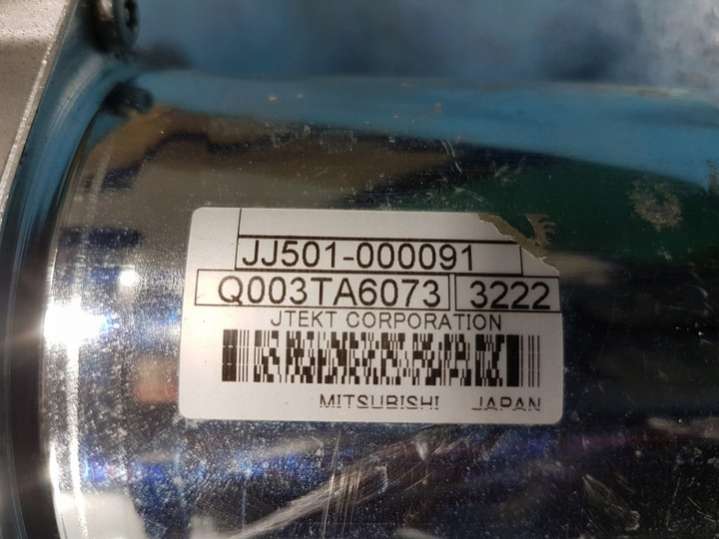 JJ501-000091
Q003TA6073 3222
JTEKT CORPORATION
MITSUBISHI JAPAN